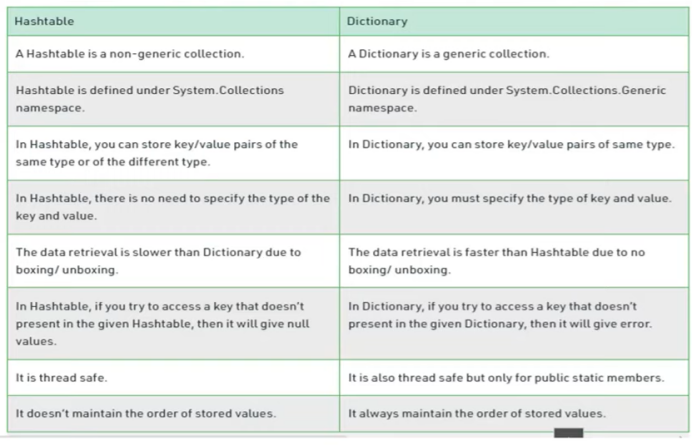 Hashtable
Dictionary
A Hashtable is a non-generic collection.
A Dictionary is a generic collection.
Hashtable is defined under System.Collections
namespace.
Dictionary is defined under System.Collections.Generic
namespace.
In Hashtable, you can store key/value pairs of the
same type or of the different type.
In Dictionary, you can store key/value pairs of same type.
In Hashtable, there is no need to specify the type of the
key and value.
In Dictionary, you must specify the type of key and value.
The data retrieval is slower than Dictionary due to
boxing/ unboxing.
The data retrieval is faster than Hashtable due to no
boxing/ unboxing.
In Hashtable, if you try to access a key that doesn't
present in the given Hashtable, then it will give null
values.
In Dictionary, if you try to access a key that doesn't
present in the given Dictionary, then it will give error.
It is thread safe.
It is also thread safe but only for public static members.
It doesn't maintain the order of stored values.
It always maintain the order of stored values.